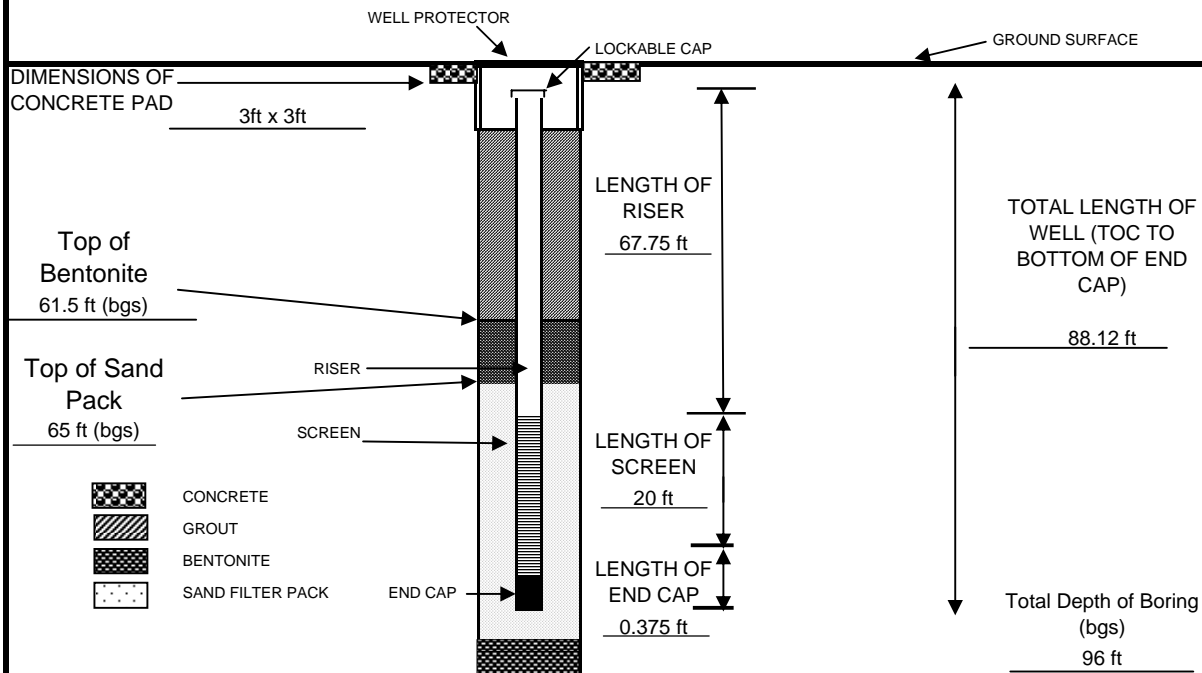 WELL PROTECTOR
LOCKABLE CAP
GROUND SURFACE
DIMENSIONS OF
CONCRETE PAD
3ft x 3ft
LENGTH OF
RISER
67.75 ft
TOTAL LENGTH OF
WELL (TOC TO
BOTTOM OF END
CAP)
88.12 ft
Top of
Bentonite
61.5 ft (bgs)
Top of Sand
Pack
65 ft (bgs)
RISER
SCREEN
LENGTH OF
SCREEN
20 ft
CONCRETE
GROUT
BENTONITE
SAND FILTER PACK
END CAP
LENGTH OF
END CAP
0.375 ft
Total Depth of Boring
(bgs)
96 ft